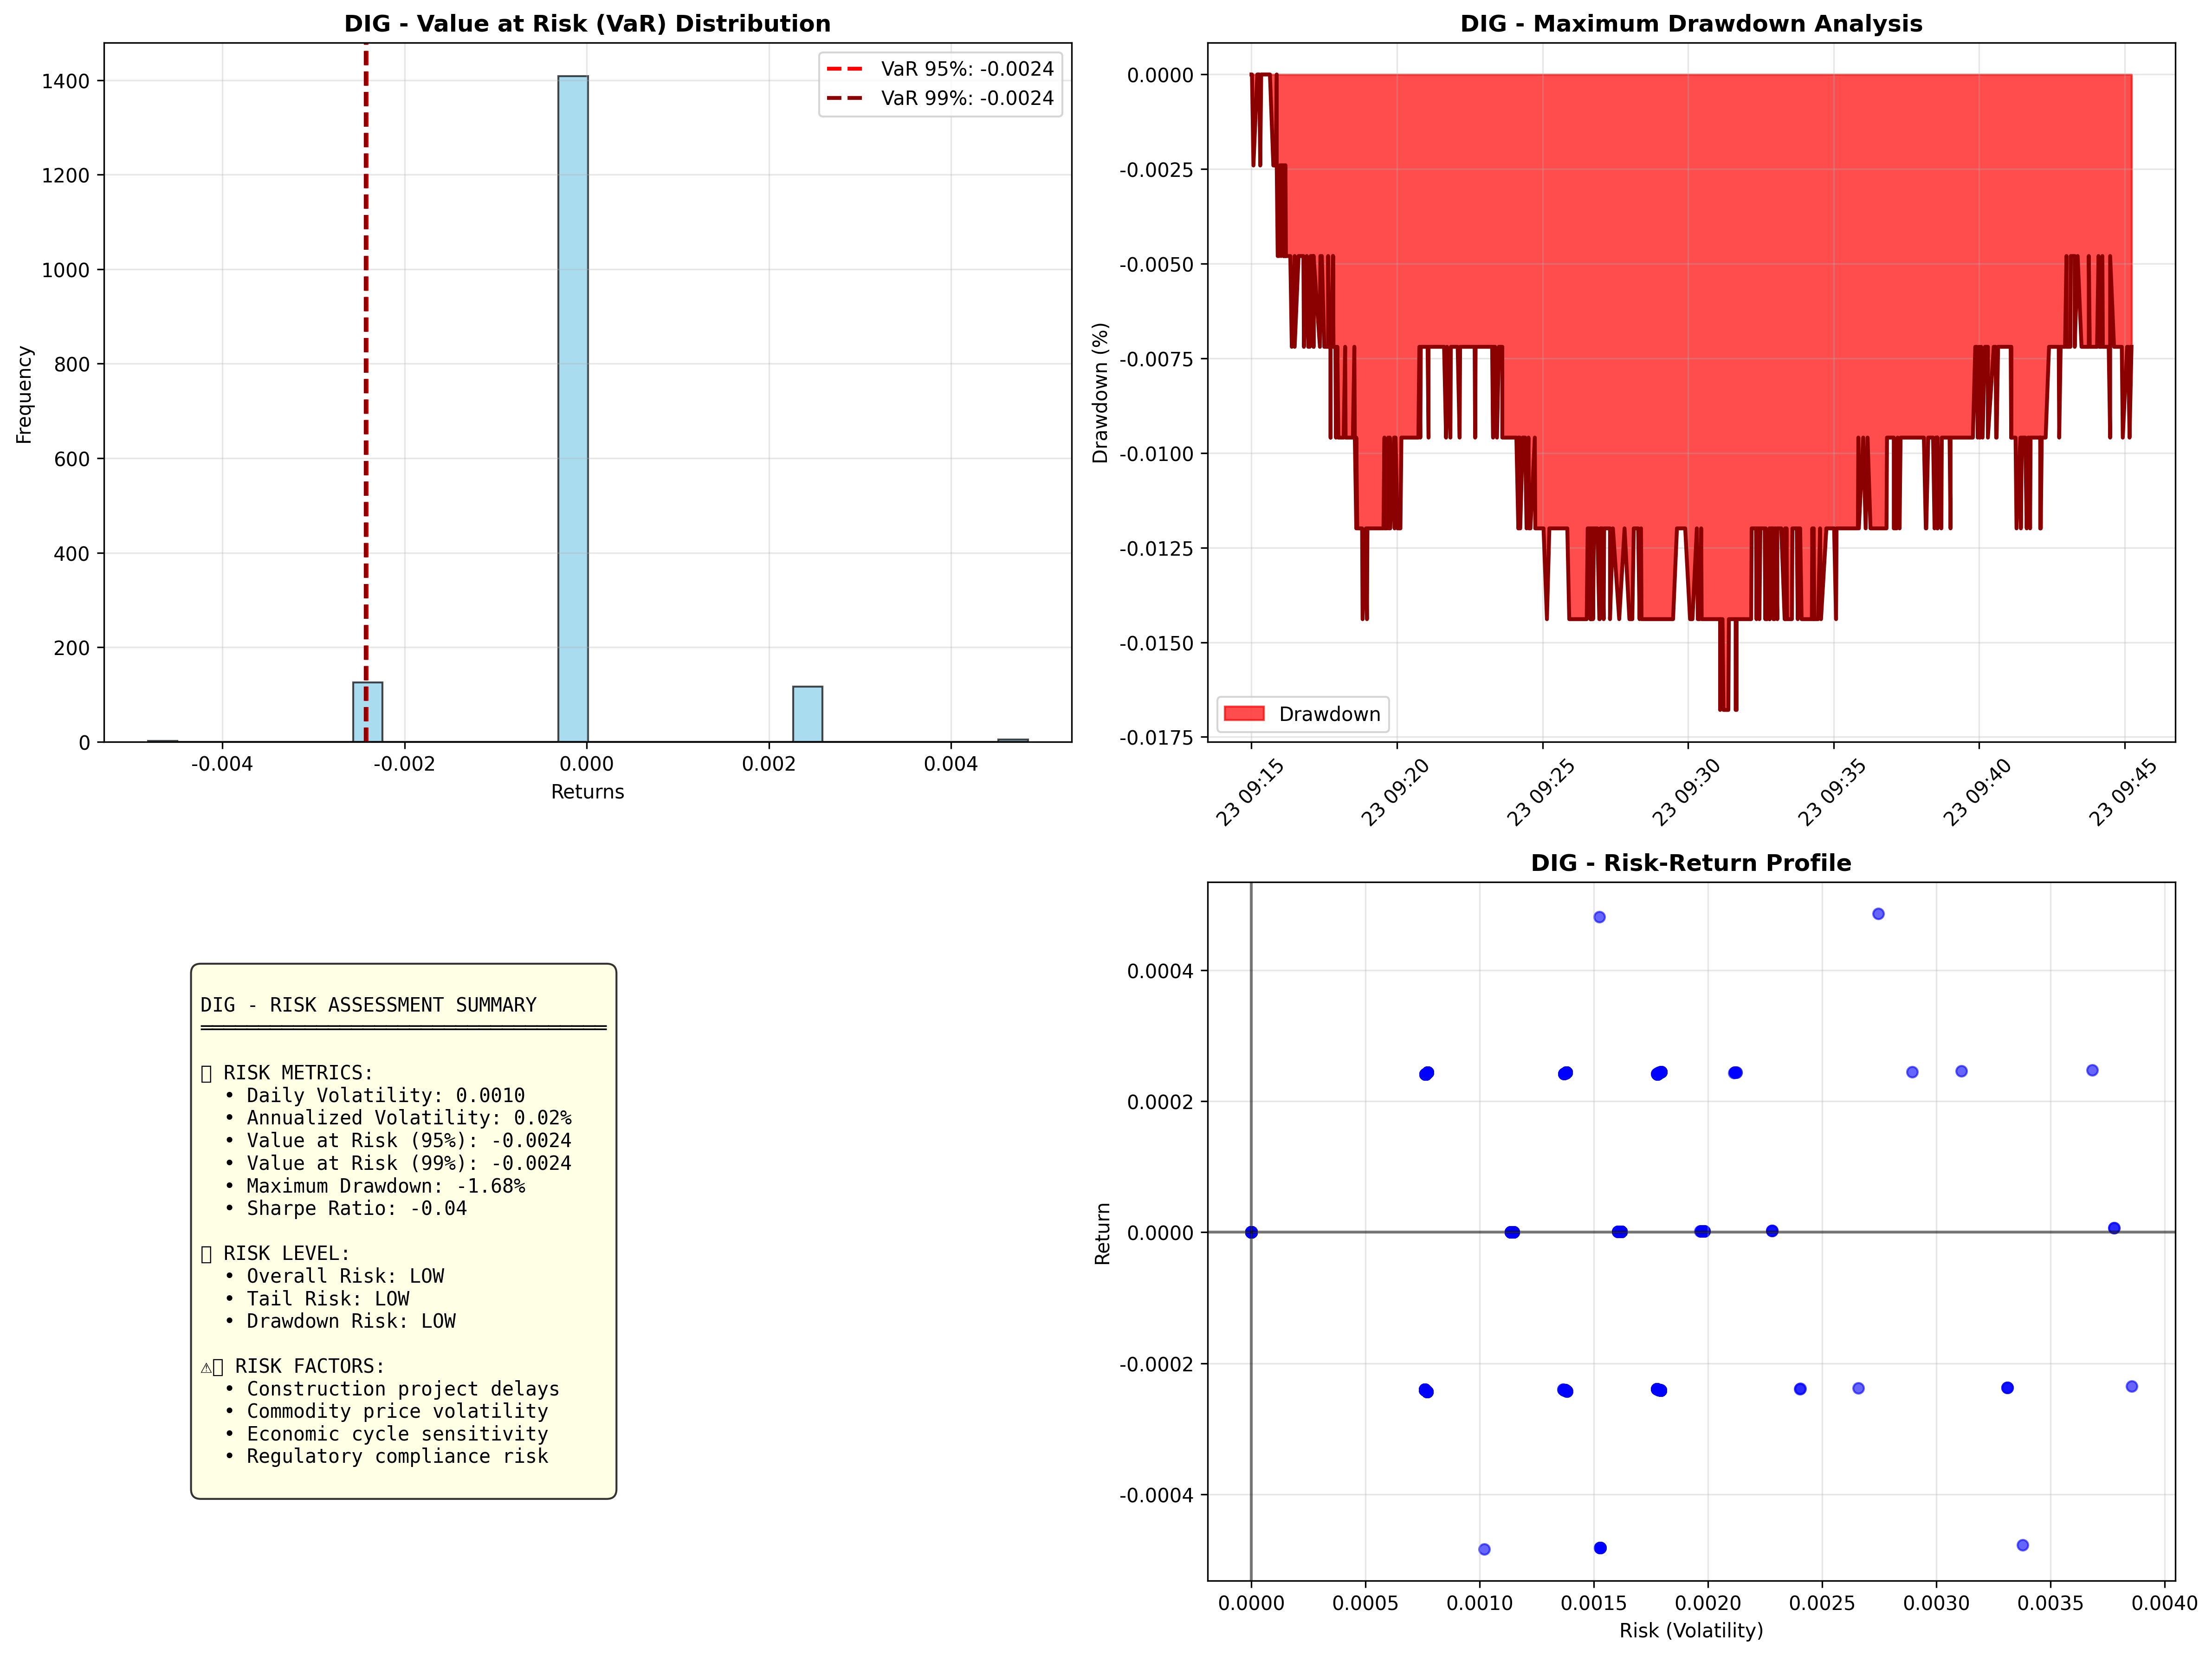 DIG - Value at Risk (VaR) Distribution
VaR 95%: -0.0024
VaR 99%: -0.0024
1400
1200
1000
800
600
400
200
0
Frequency
-0.004
-0.002
0.000
0.002
0.004
Returns
DIG - Maximum Drawdown Analysis
0.0000
-0.0025
-0.0050
-0.0075
-0.0100
-0.0125
-0.0150
-0.0175
Drawdown (%)
Drawdown
23 09:15
23 09:20
23 09:25
23 09:30
23 09:35
23 09:40
23 09:45
DIG - RISK ASSESSMENT SUMMARY
RISK METRICS:
• Daily Volatility: 0.0010
• Annualized Volatility: 0.02%
• Value at Risk (95%): -0.0024
• Value at Risk (99%): -0.0024
• Maximum Drawdown: -1.68%
• Sharpe Ratio: -0.04
RISK LEVEL:
• Overall Risk: LOW
• Tail Risk: LOW
• Drawdown Risk: LOW
⚠ RISK FACTORS:
• Construction project delays
• Commodity price volatility
• Economic cycle sensitivity
• Regulatory compliance risk
DIG - Risk-Return Profile
0.0004
0.0002
0.0000
-0.0002
-0.0004
Return
0.0000
0.0005
0.0010
0.0015
0.0020
0.0025
0.0030
0.0035
0.0040
Risk (Volatility)